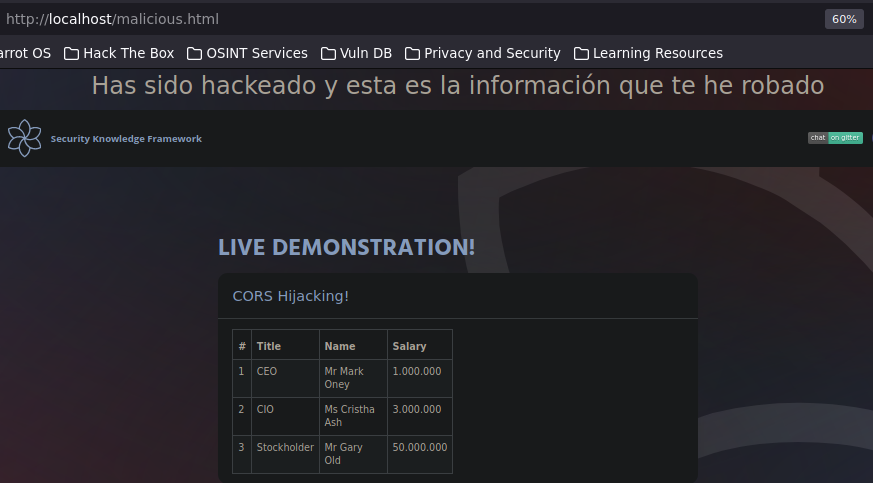 http://localhost/malicious.html 60%
arrot OS Hack The Box OSINT Services Vuln DB Privacy and Security Learning Resources
Has sido hackeado y esta es la información que te he robado
Security Knowledge Framework chat on gitter
LIVE DEMONSTRATION!
CORS Hijacking!
# Title Name Salary
1 CEO Mr Mark Oney 1.000.000
2 CIO Ms Cristha Ash 3.000.000
3 Stockholder Mr Gary Old 50.000.000